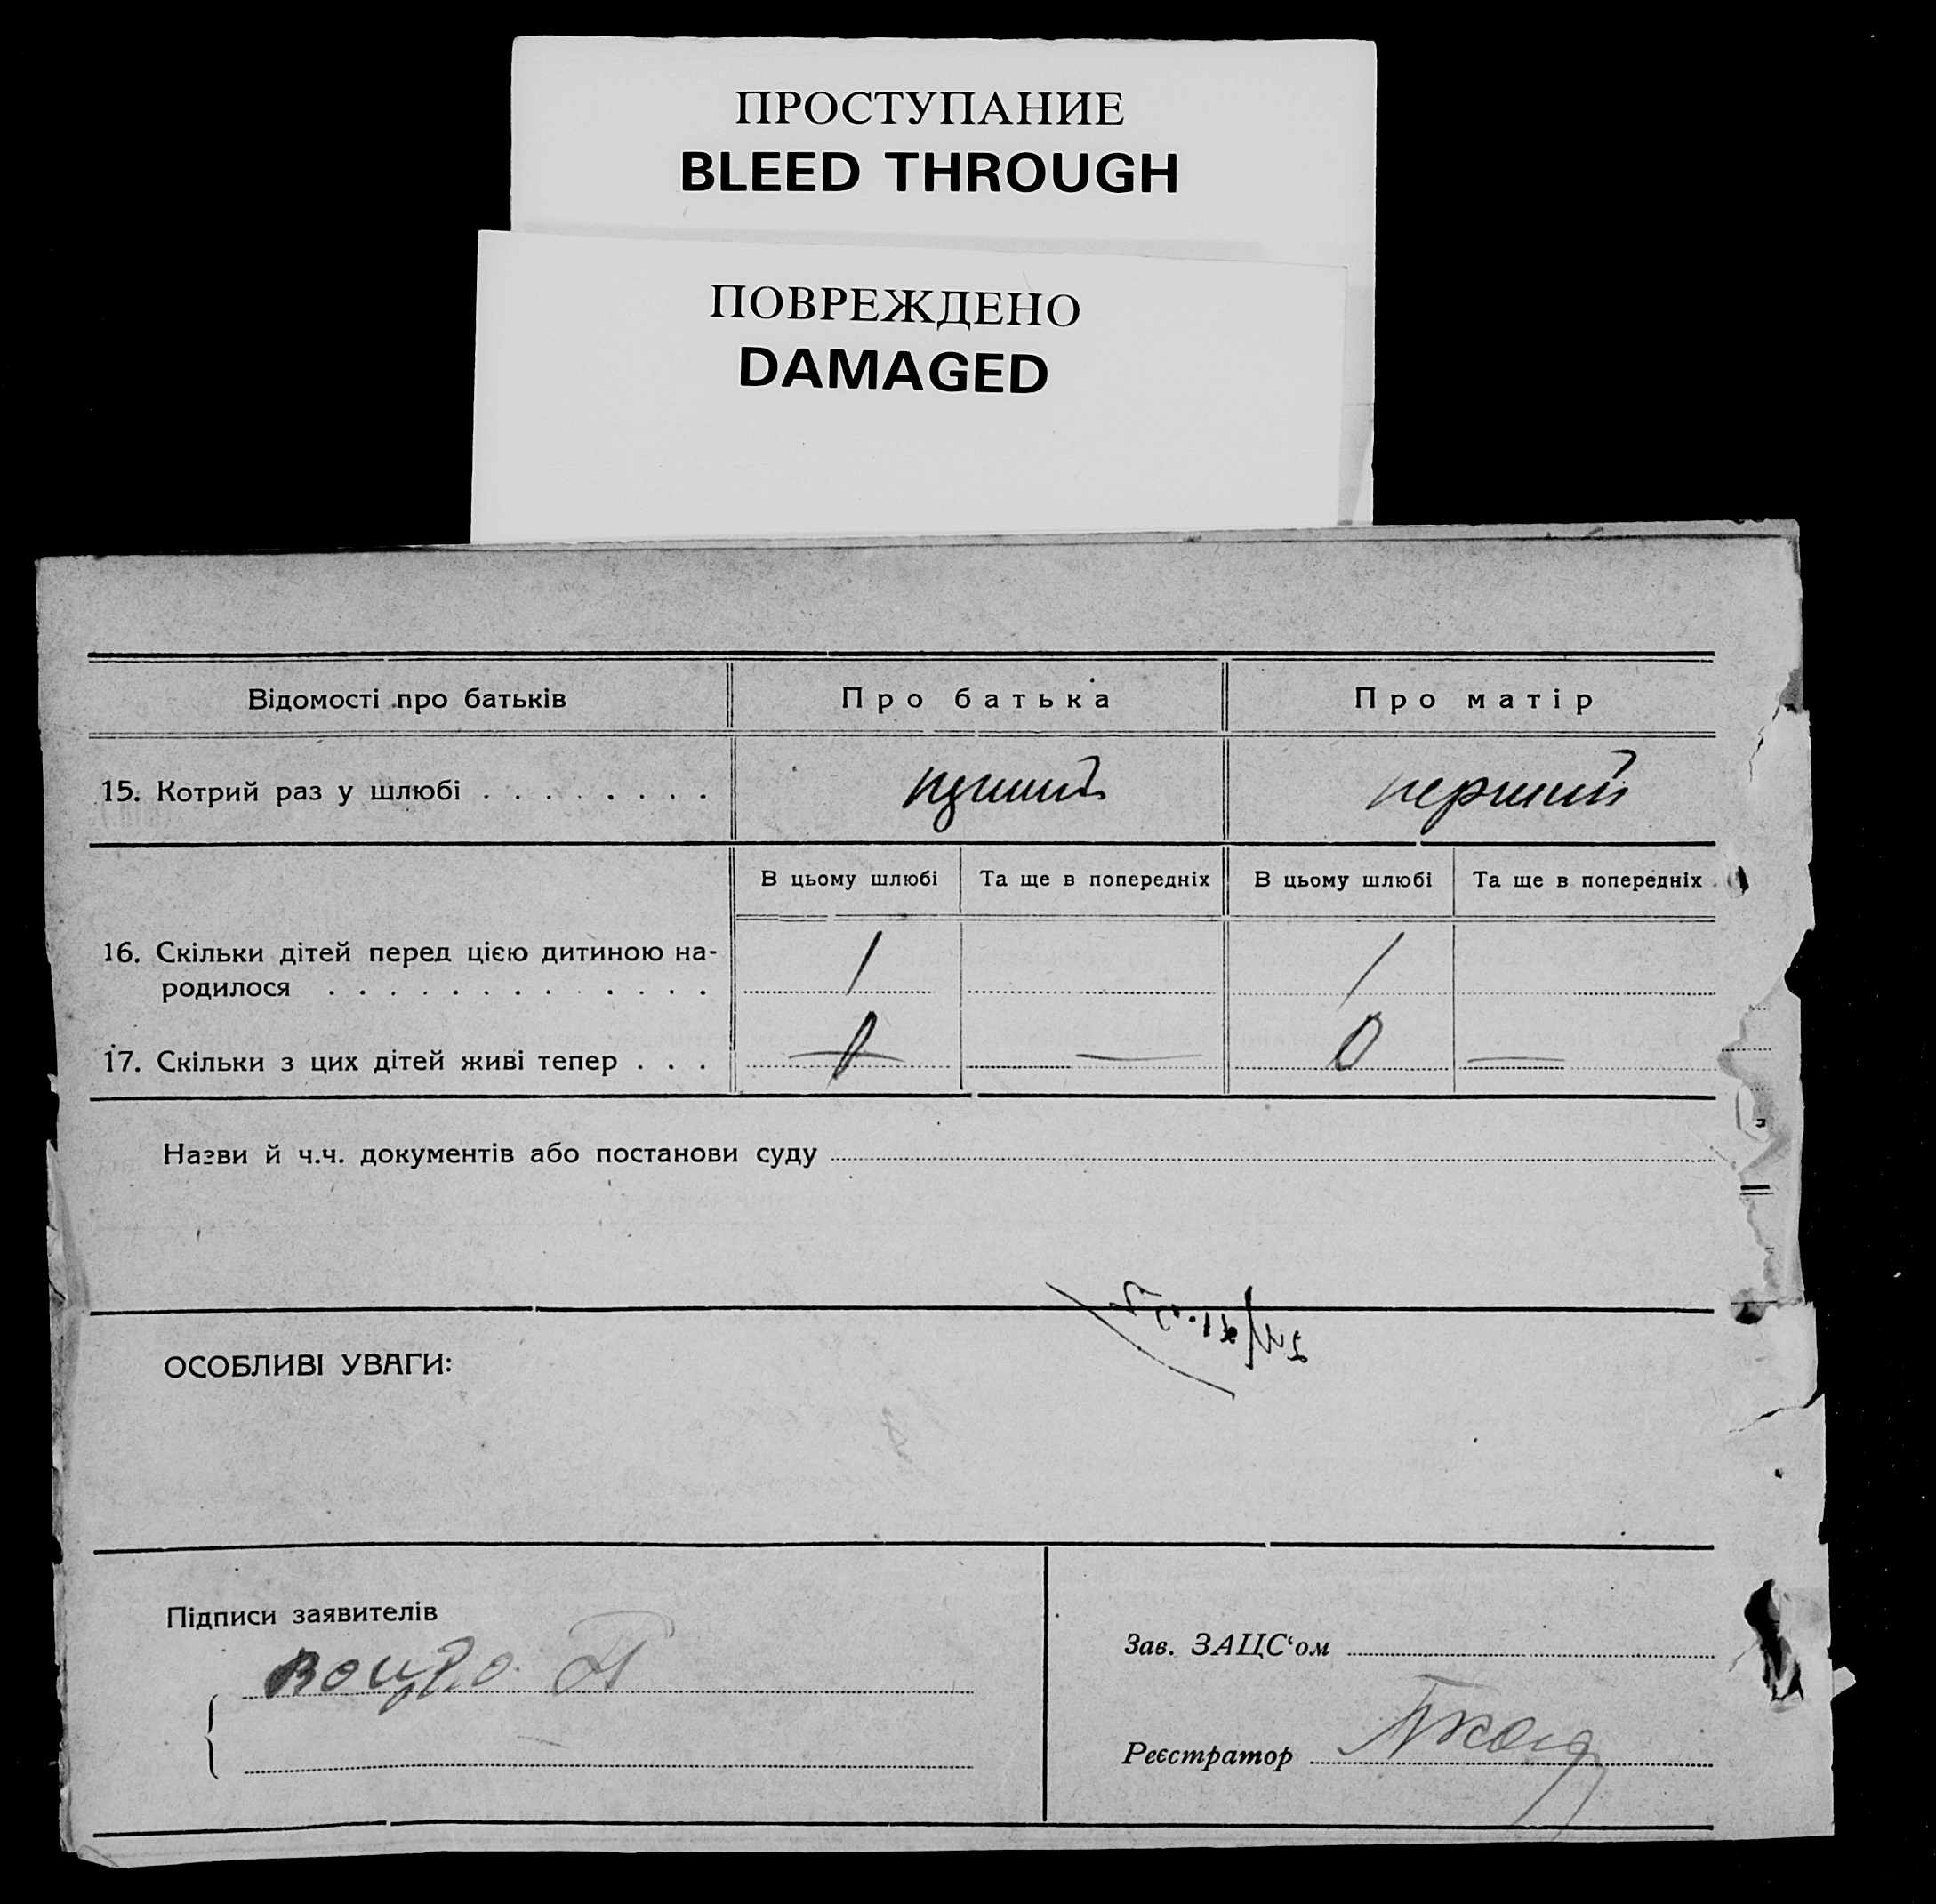 ПРОСТУПАНИЕ
BLEED THROUGH
ПОВРЕЖДЕНО
DAMAGED
Відомості про батьків Про батька Про матір
15. Котрий раз у шлюбі . . . . . . . . перший перший
В цьому шлюбі Та ще в попередніх В цьому шлюбі Та ще в попередніх
16. Скільки дітей перед цією дитиною на-
родилося . . . . . . . . . . . . . 1 1
17. Скільки з цих дітей живі тепер . . . 0 — 0 —
Назви й ч.ч. документів або постанови суду
ОСОБЛИВІ УВАГИ:
Підписи заявителів
Зав. ЗАЦС‘ом
Реєстратор